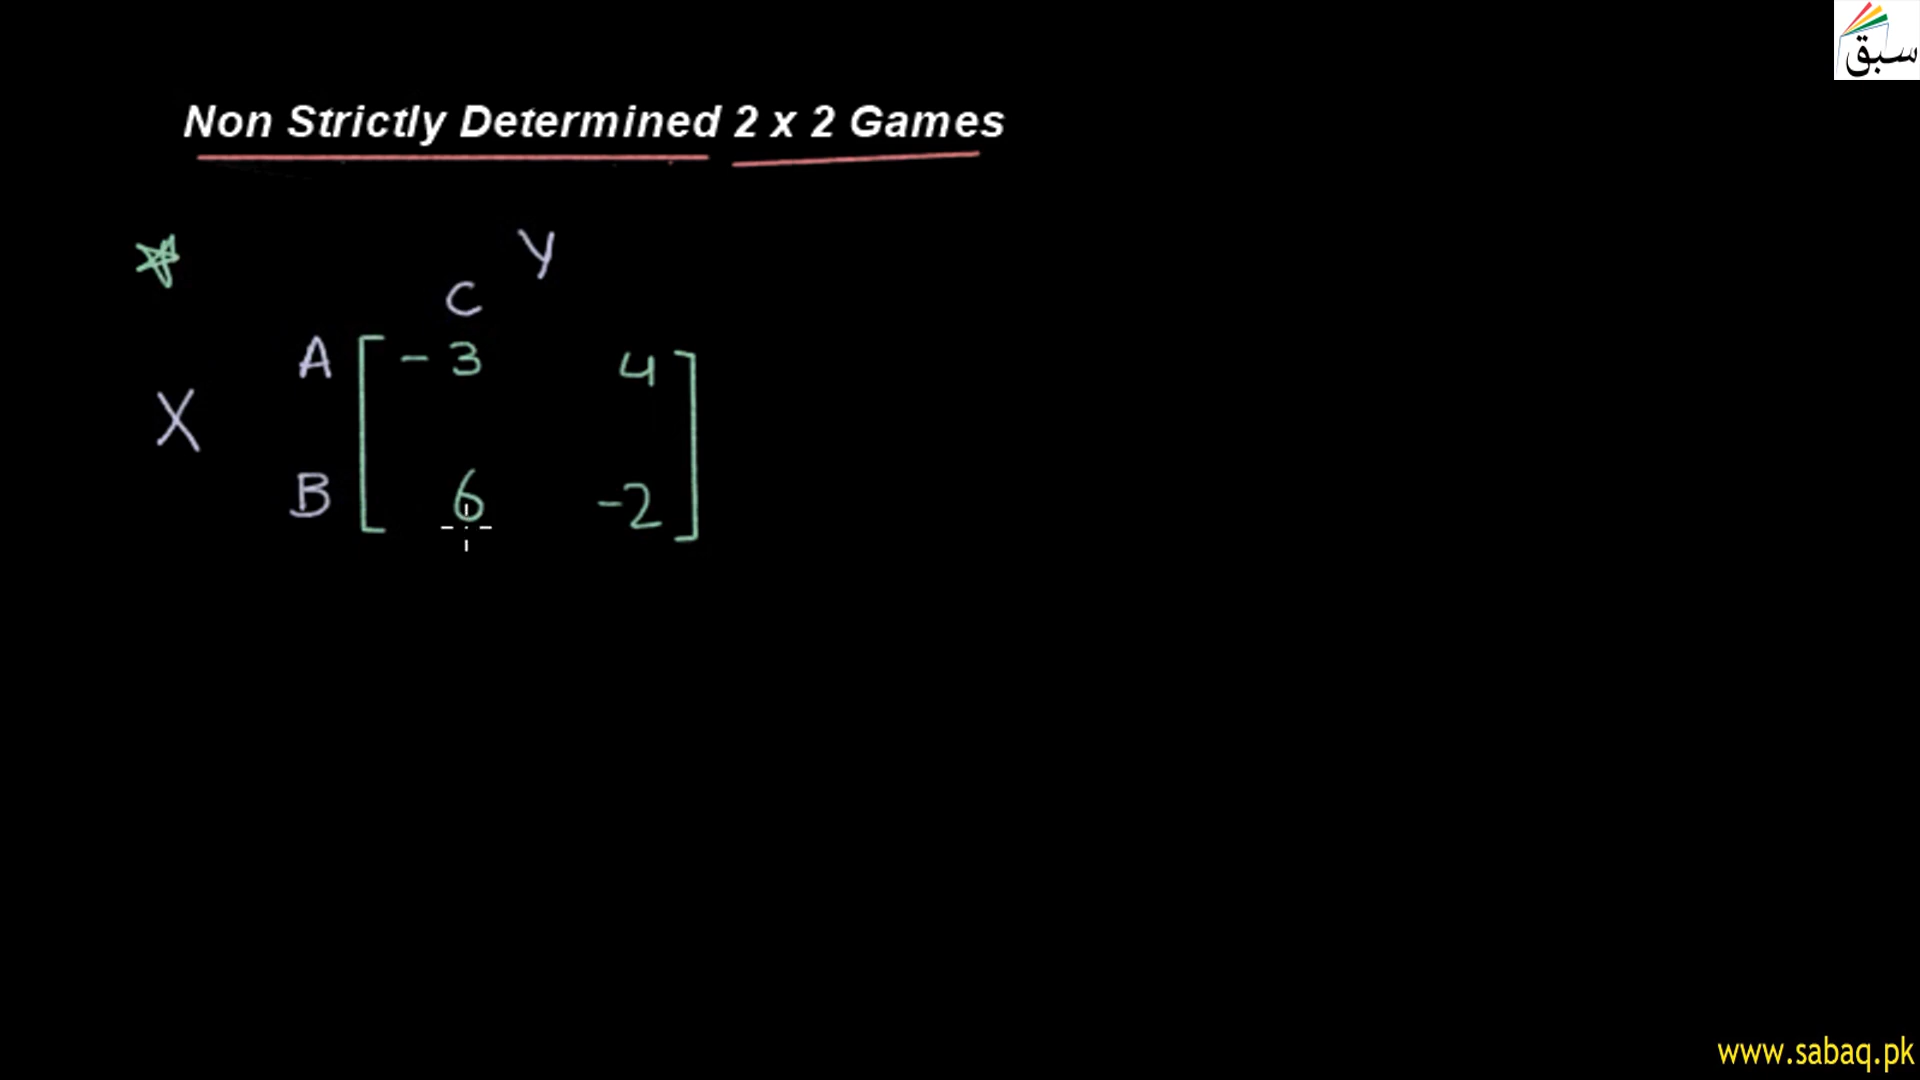 سبق
Non Strictly Determined 2 x 2 Games
Y
C
A [ -3 4 ]
X
B [ 6 -2 ]
www.sabaq.pk